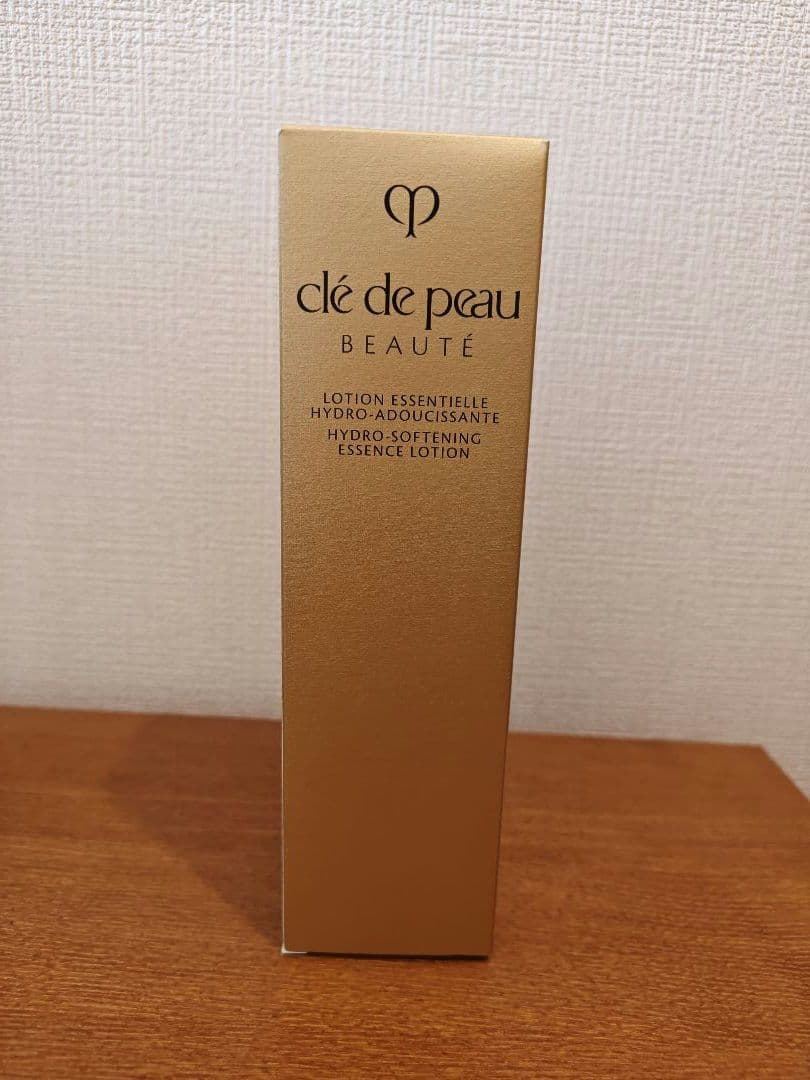 clé de peau
BEAUTÉ
LOTION ESSENTIELLE
HYDRO-ADOUCISSANTE
HYDRO-SOFTENING
ESSENCE LOTION